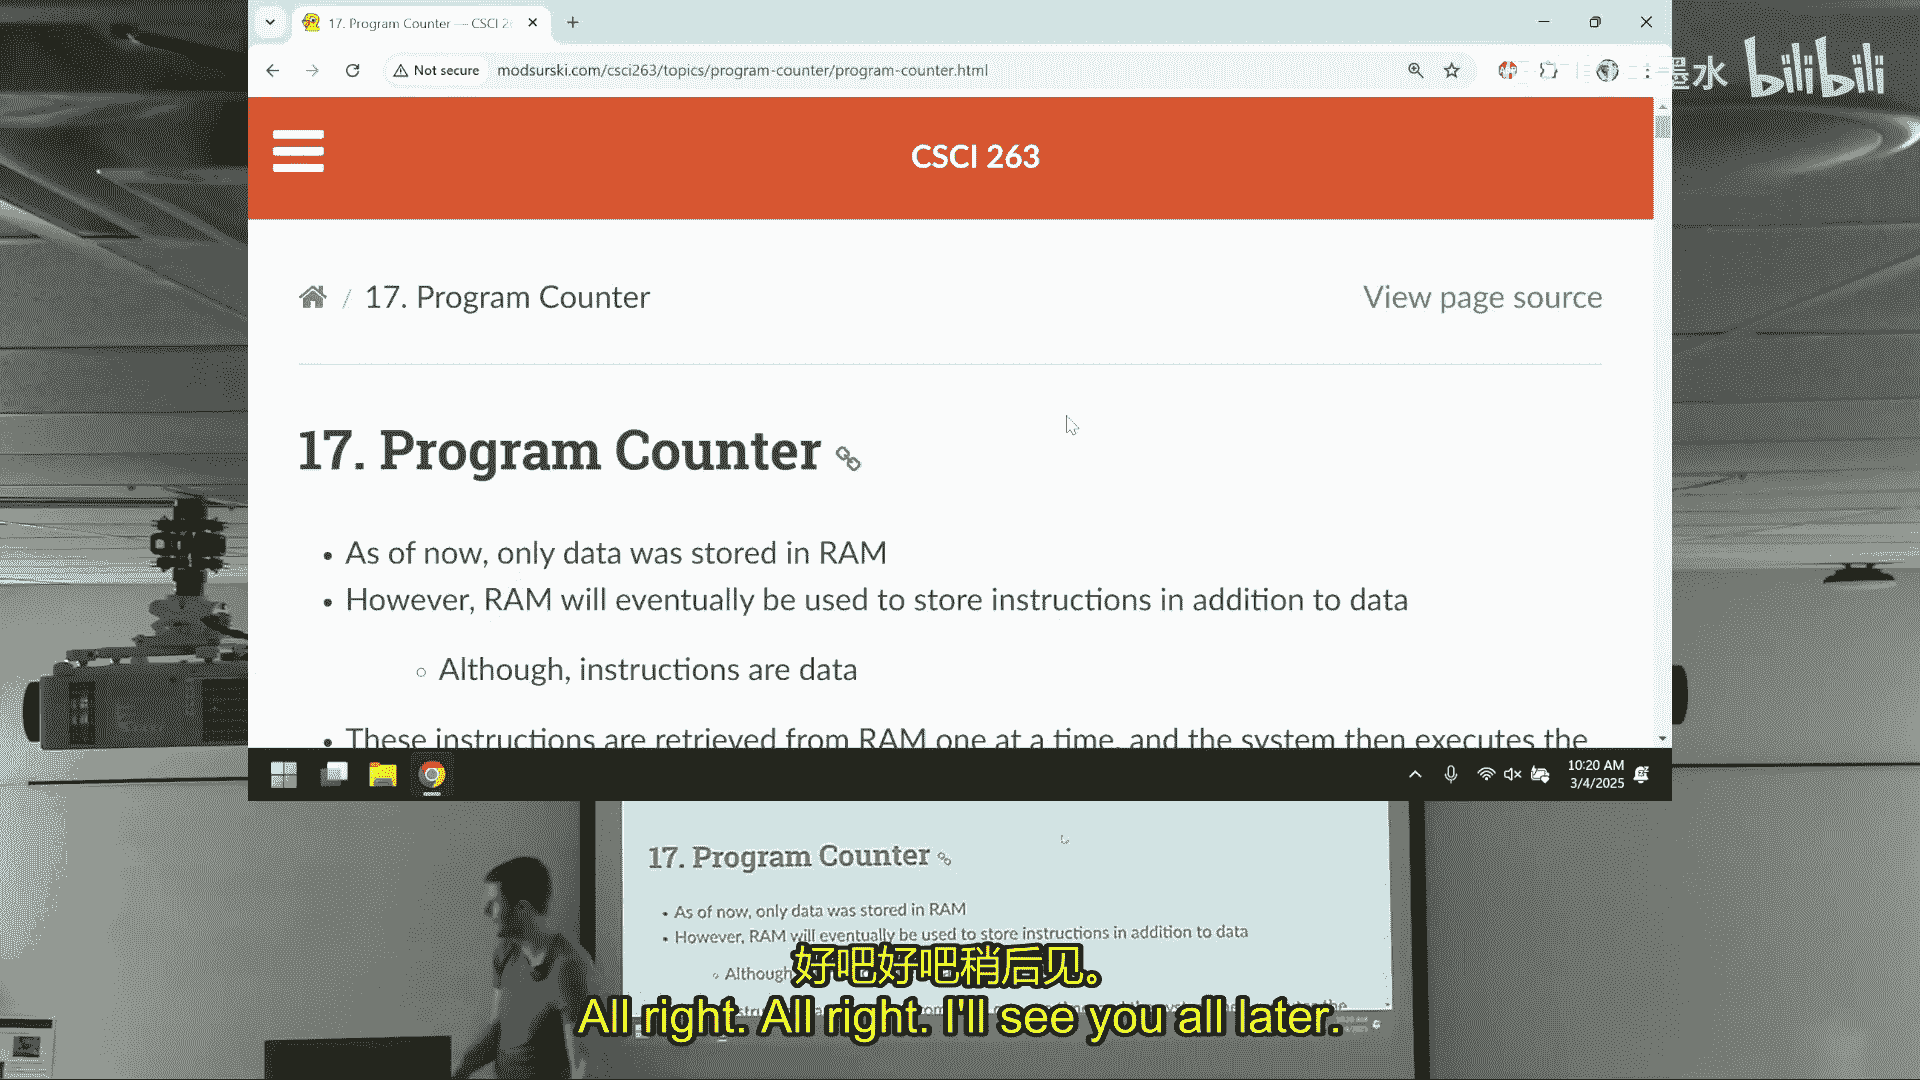 17. Program Counter — CSCI 2
Not secure
modsurski.com/csci263/topics/program-counter/program-counter.html
墨水 bilibili
CSCI 263
/ 17. Program Counter
View page source
17. Program Counter
• As of now, only data was stored in RAM
• However, RAM will eventually be used to store instructions in addition to data
○ Although, instructions are data
• These instructions are retrieved from RAM one at a time, and the system then executes the
10:20 AM
3/4/2025
17. Program Counter
• As of now, only data was stored in RAM
• However, RAM will eventually be used to store instructions in addition to data
○ Although
好吧好吧稍后见。
All right. All right. I'll see you all later.